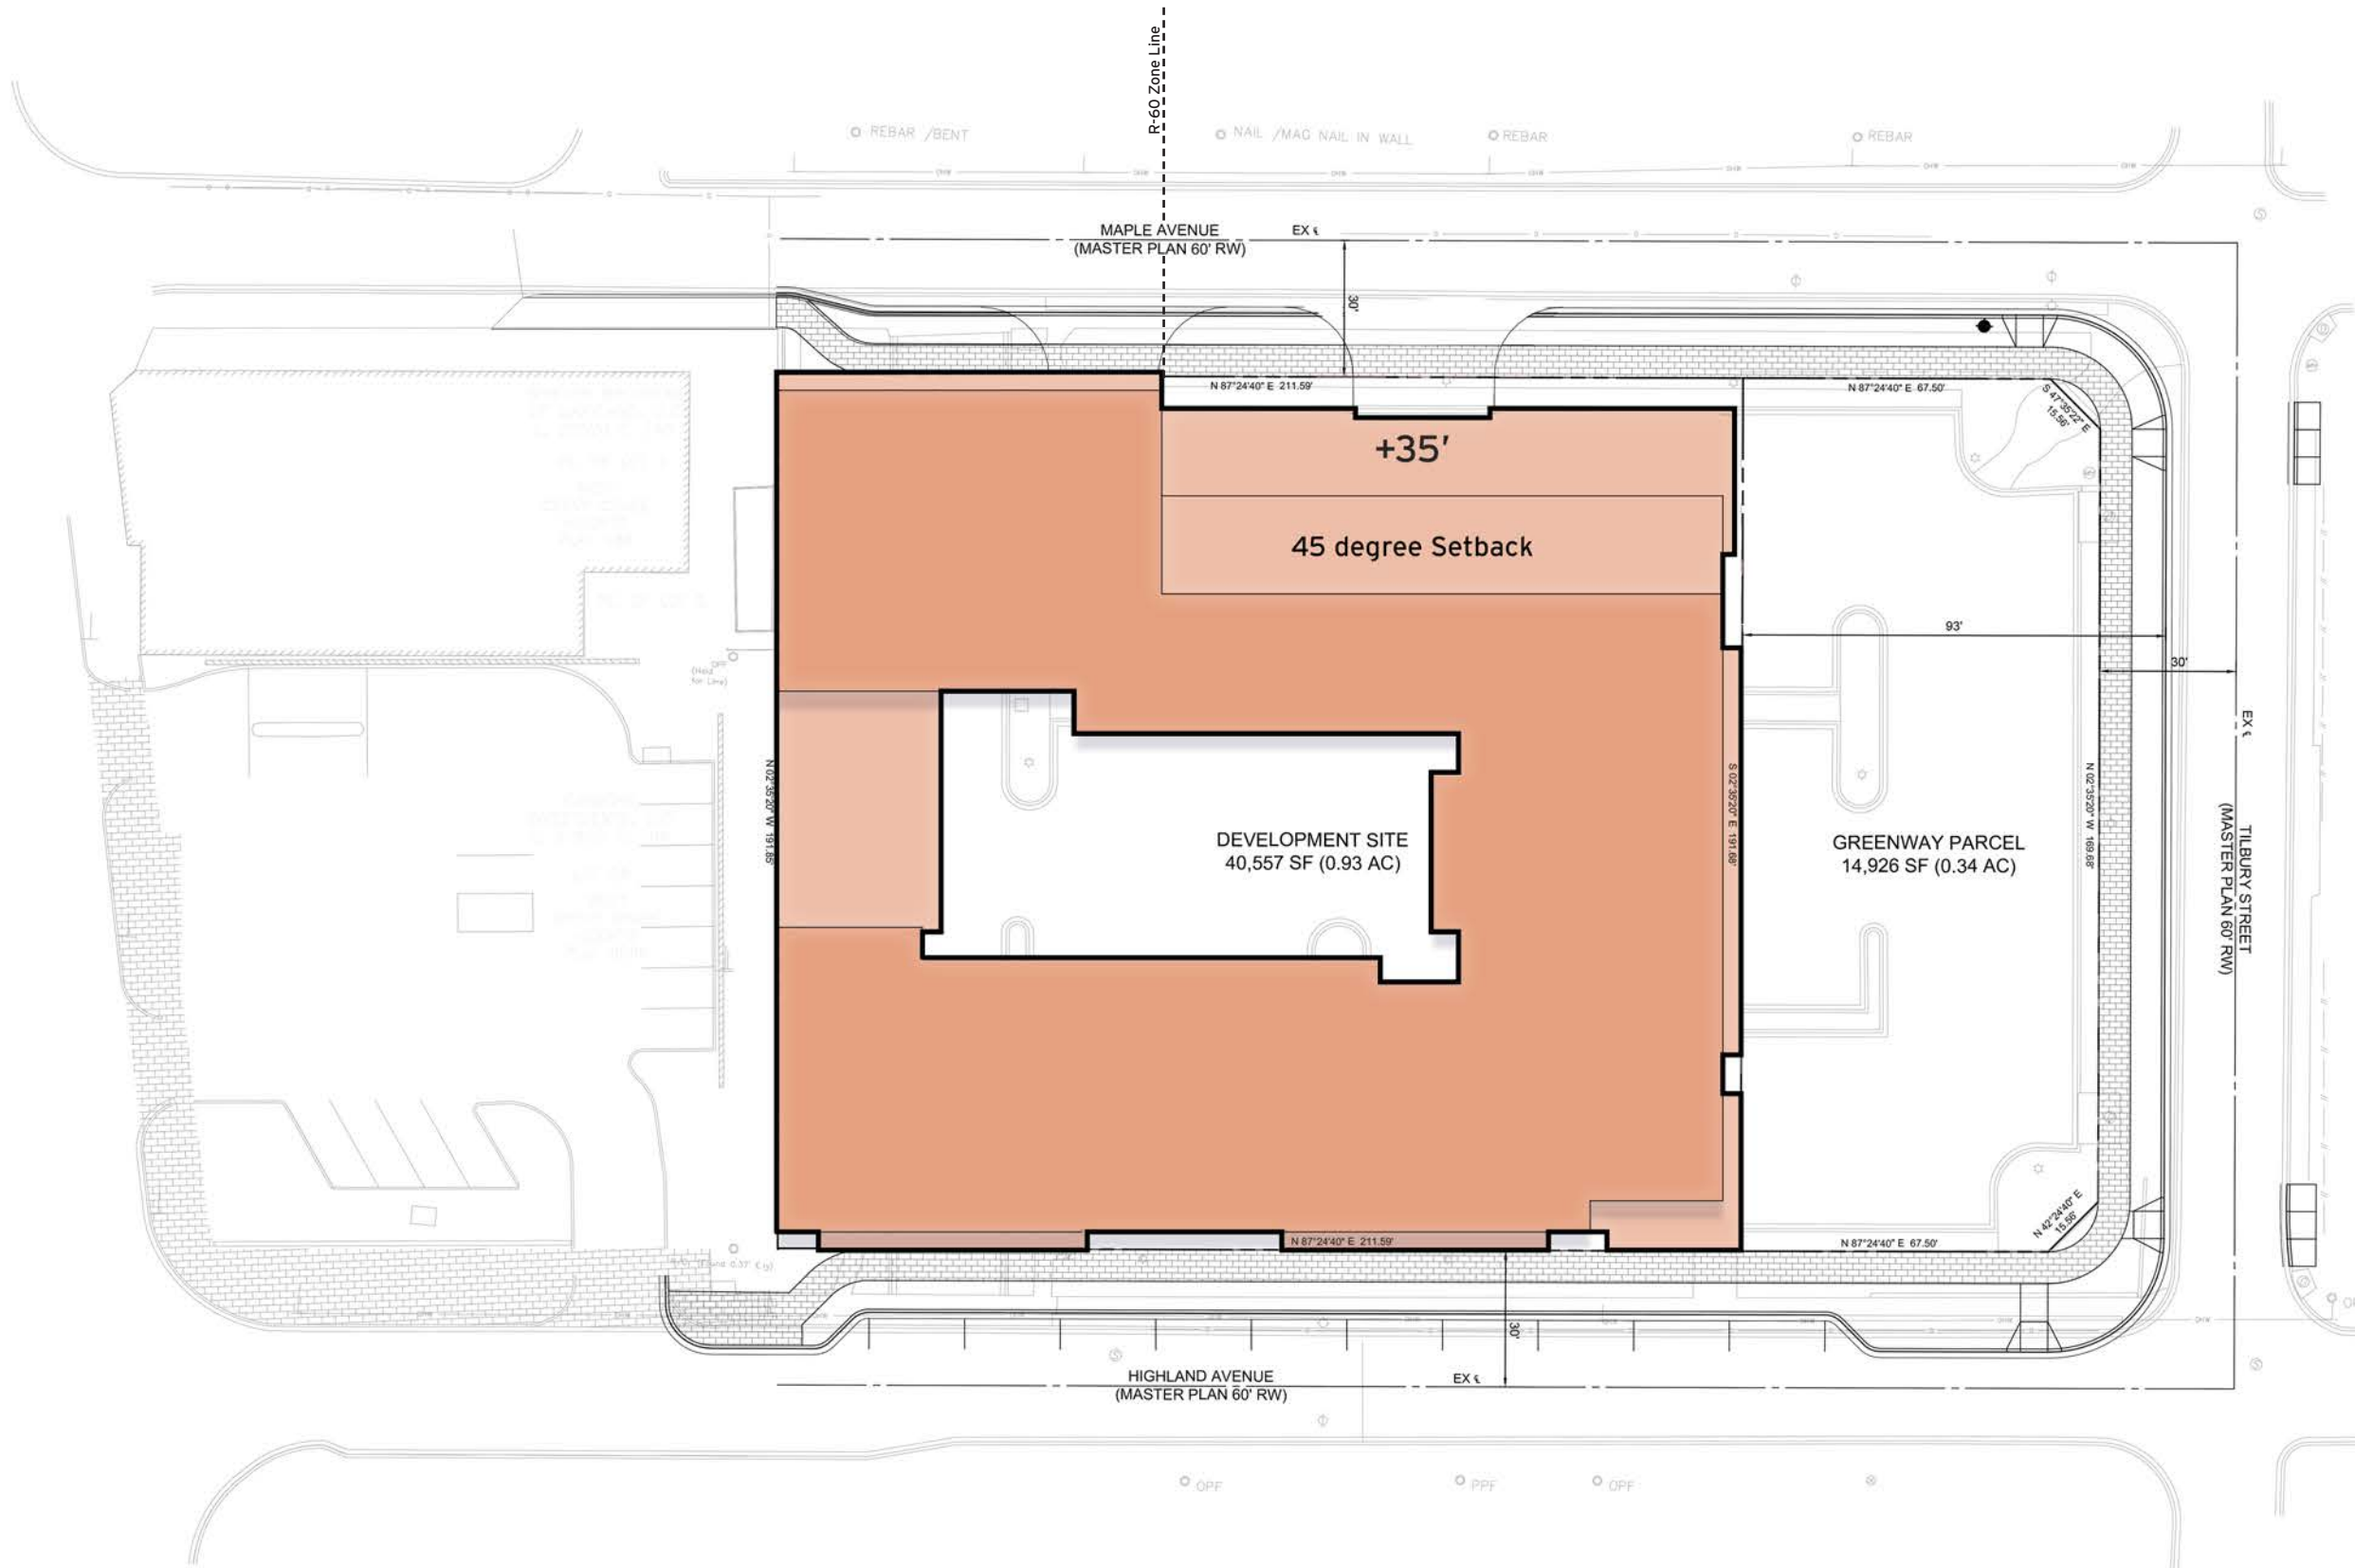 R-60 Zone Line
REBAR /BENT
NAIL /MAG NAIL IN WALL
REBAR
REBAR
MAPLE AVENUE
(MASTER PLAN 60' RW)
EX ℄
30'
N 87°24'40" E 211.59'
N 87°24'40" E 67.50'
S 47°35'22" E
15.56'
+35'
45 degree Setback
93'
30'
OPF
(Held
for Line)
N 02°35'20" W 191.85'
DEVELOPMENT SITE
40,557 SF (0.93 AC)
S 02°35'20" E 191.68'
GREENWAY PARCEL
14,926 SF (0.34 AC)
N 02°35'20" W 169.68'
EX ℄
TILBURY STREET
(MASTER PLAN 60' RW)
N 42°24'40" E
15.56'
N 87°24'40" E 211.59'
N 87°24'40" E 67.50'
30'
HIGHLAND AVENUE
(MASTER PLAN 60' RW)
EX ℄
OPF
PPF
OPF